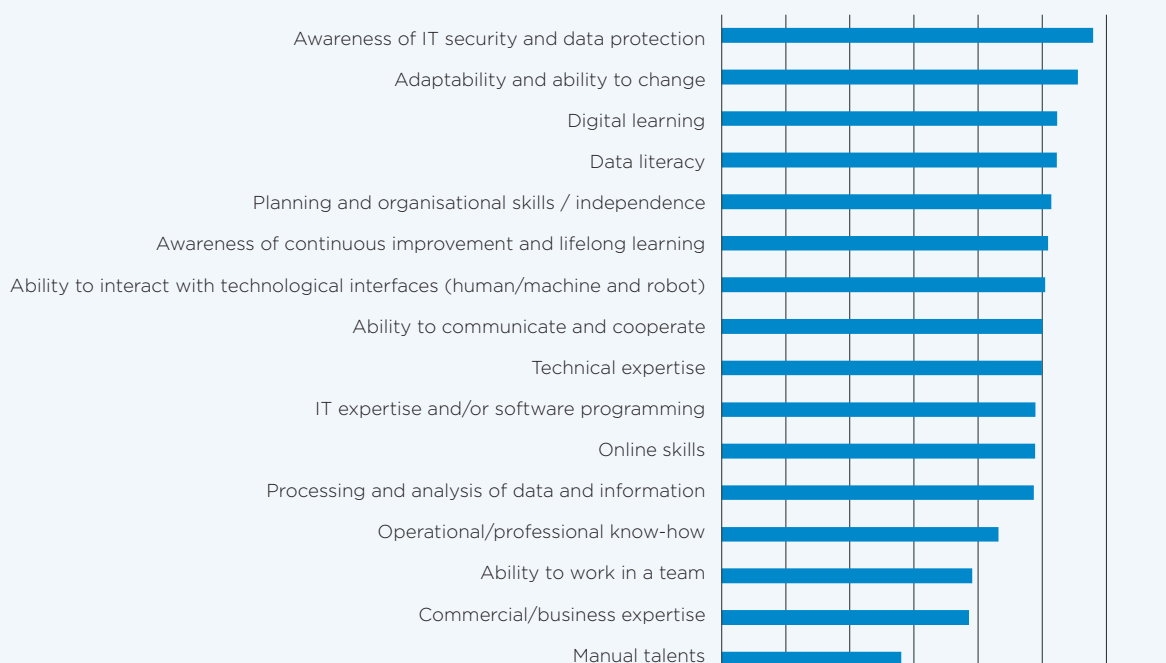 Awareness of IT security and data protection
Adaptability and ability to change
Digital learning
Data literacy
Planning and organisational skills / independence
Awareness of continuous improvement and lifelong learning
Ability to interact with technological interfaces (human/machine and robot)
Ability to communicate and cooperate
Technical expertise
IT expertise and/or software programming
Online skills
Processing and analysis of data and information
Operational/professional know-how
Ability to work in a team
Commercial/business expertise
Manual talents